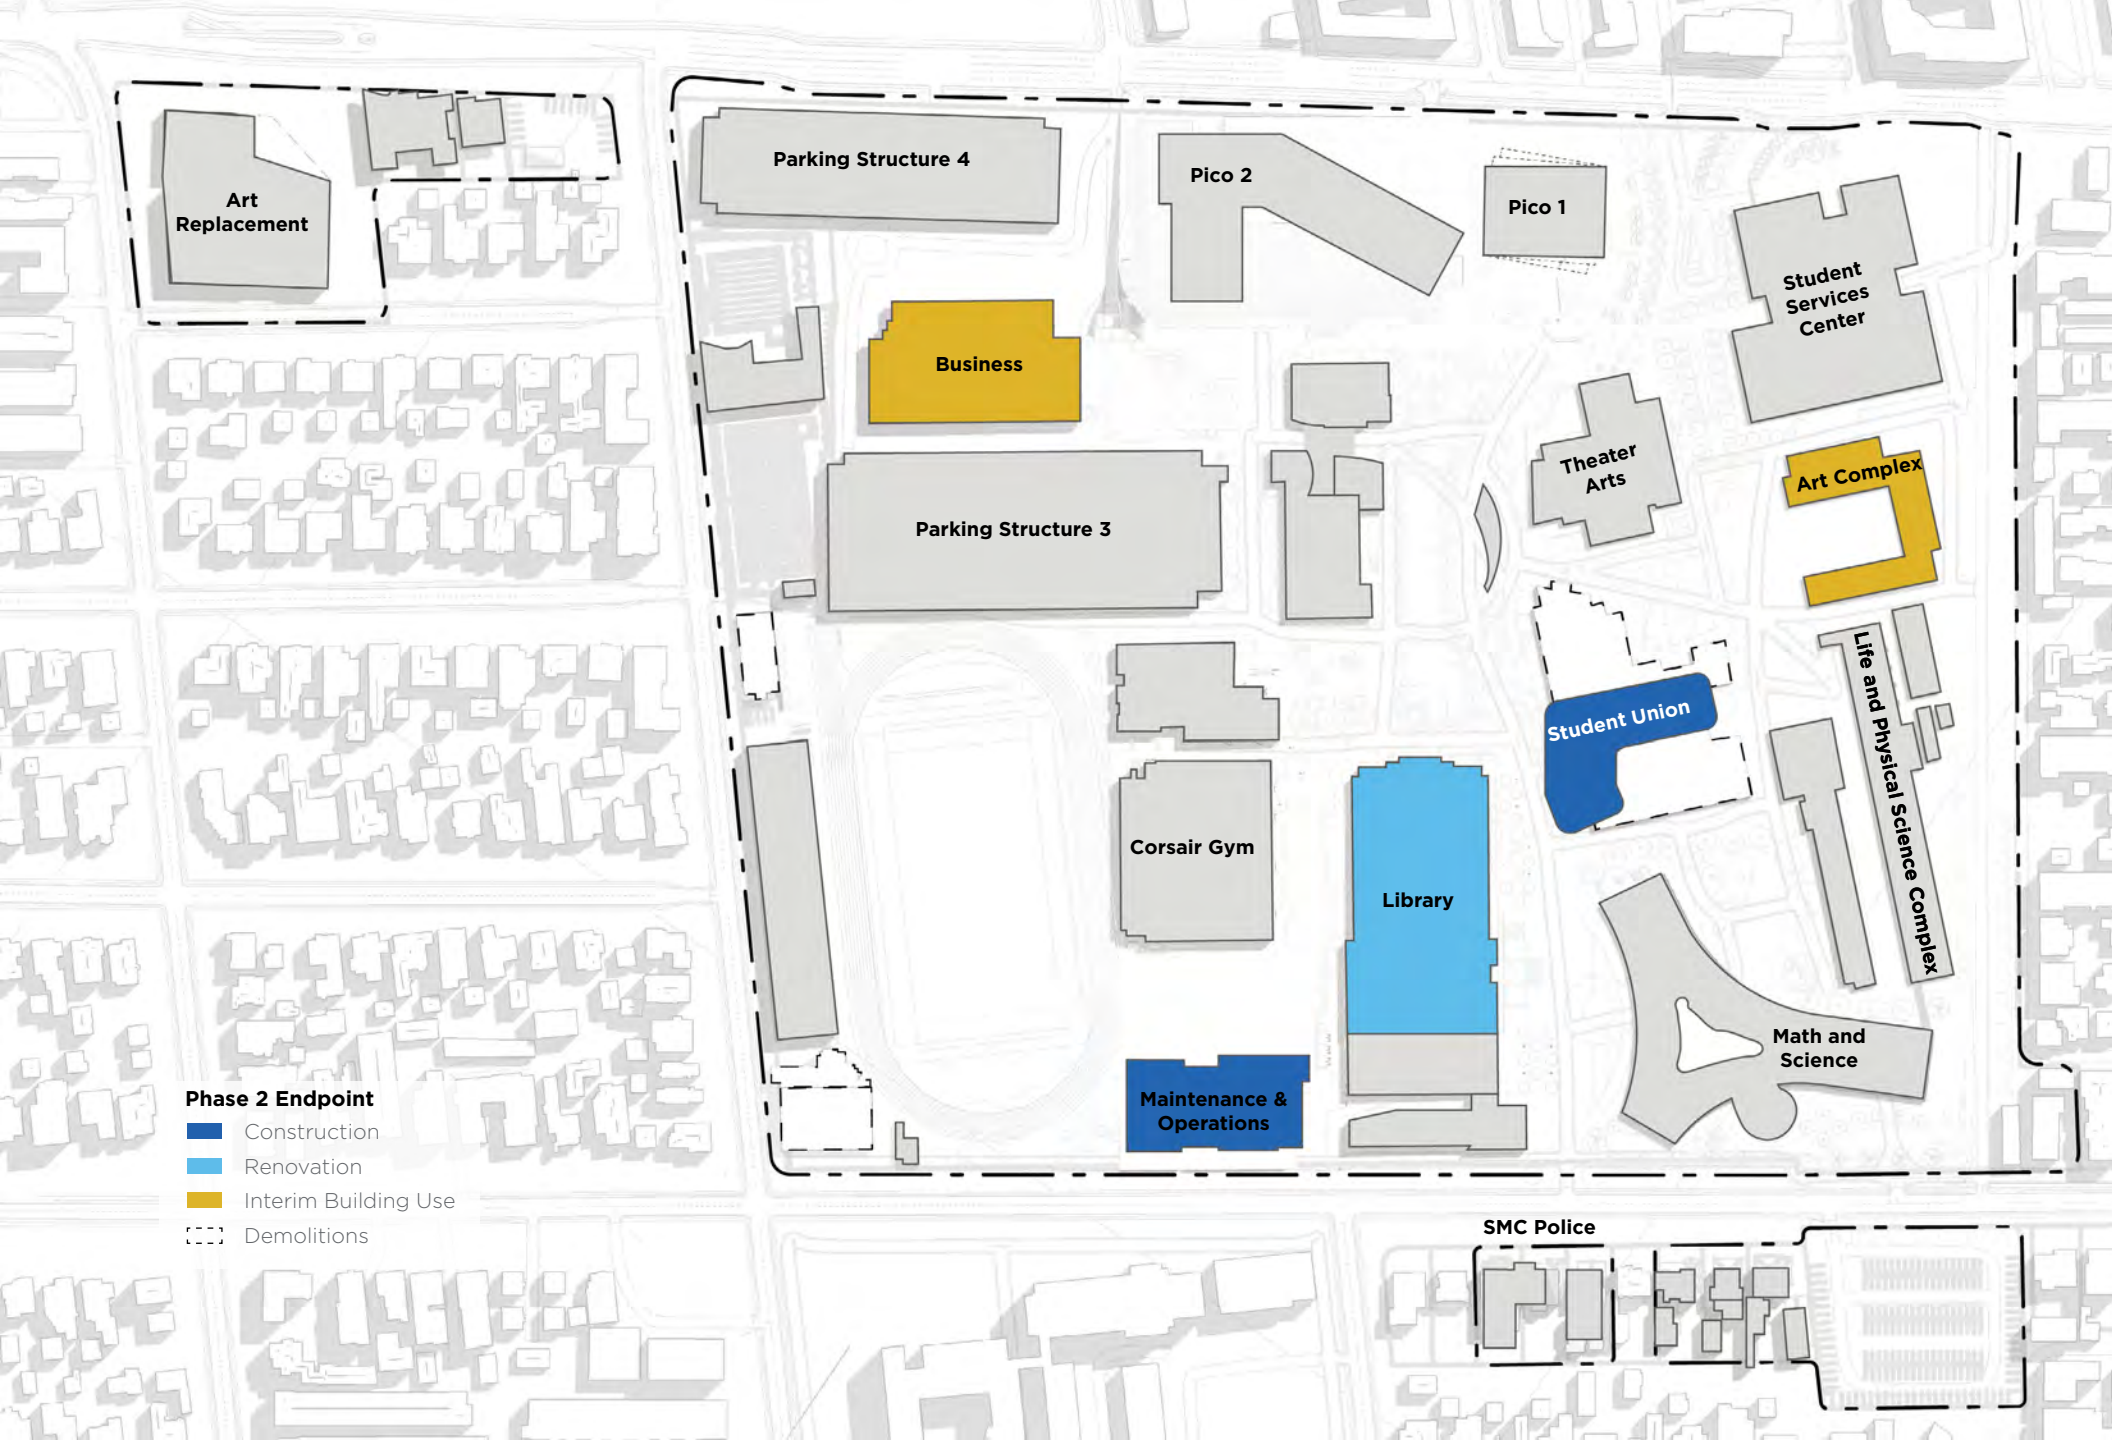 Parking Structure 4
Pico 2
Pico 1
Art
Replacement
Student
Services
Center
Business
Theater
Arts
Art Complex
Parking Structure 3
Life and Physical Science Complex
Student Union
Corsair Gym
Library
Math and
Science
Maintenance &
Operations
Phase 2 Endpoint
Construction
Renovation
Interim Building Use
Demolitions
SMC Police